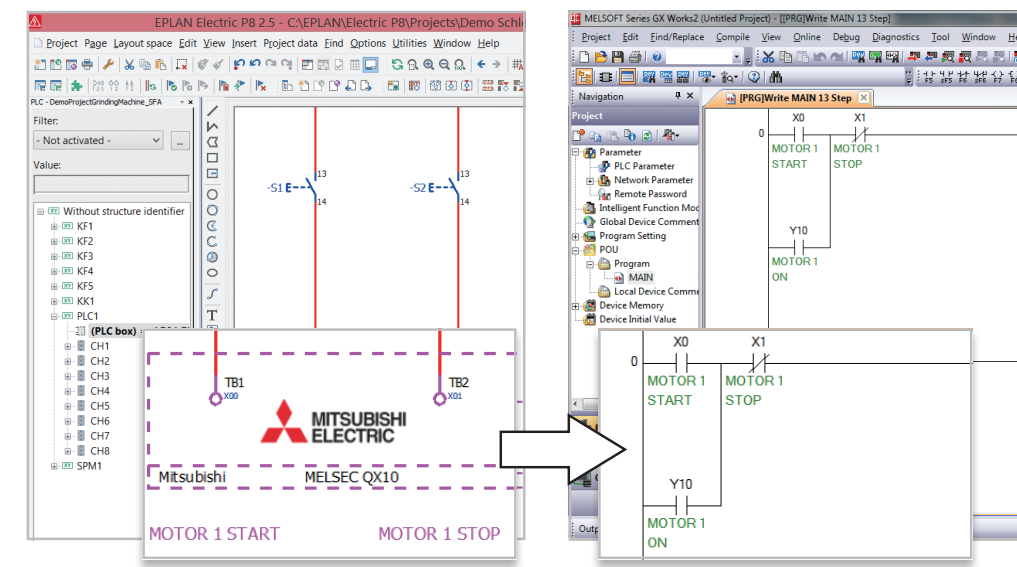 EPLAN Electric P8 2.5 - C:\EPLAN\Electric P8\Projects\Demo Schl
Project Page Layout space Edit View Insert Project data Find Options Utilities Window Help
PLC - DemoProjectGrindingMachine_SFA
Filter:
- Not activated -
...
Value:
Without structure identifier
KF1
KF2
KF3
KF4
KF5
KK1
PLC1
(PLC box)
CH1
CH2
CH3
CH4
CH5
CH6
CH7
CH8
SPM1
T
-S1
13
14
-S2
13
14
TB1
X00
TB2
X01
MITSUBISHI
ELECTRIC
Mitsubishi
MELSEC QX10
MOTOR 1 START
MOTOR 1 STOP
MELSOFT Series GX Works2 (Untitled Project) - [[PRG]Write MAIN 13 Step]
Project Edit Find/Replace Compile View Online Debug Diagnostics Tool Window He
F5 sF5 F6 sF6 F7
Navigation
[PRG]Write MAIN 13 Step
Project
Parameter
PLC Parameter
Network Parameter
Remote Password
Intelligent Function Mod
Global Device Comment
Program Setting
POU
Program
MAIN
Local Device Comme
Device Memory
Device Initial Value
Outp
0
X0
X1
MOTOR 1
START
MOTOR 1
STOP
Y10
MOTOR 1
ON
0
X0
X1
MOTOR 1
START
MOTOR 1
STOP
Y10
MOTOR 1
ON